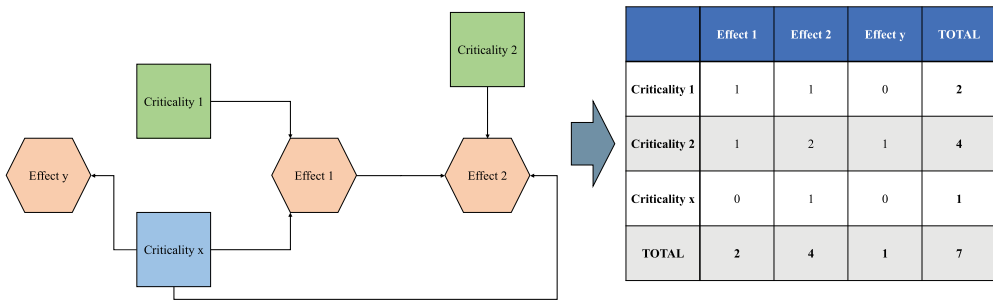 Criticality 2
Criticality 1
Effect y
Effect 1
Effect 2
Criticality x
Effect 1 Effect 2 Effect y TOTAL
Criticality 1 1 1 0 2
Criticality 2 1 2 1 4
Criticality x 0 1 0 1
TOTAL 2 4 1 7